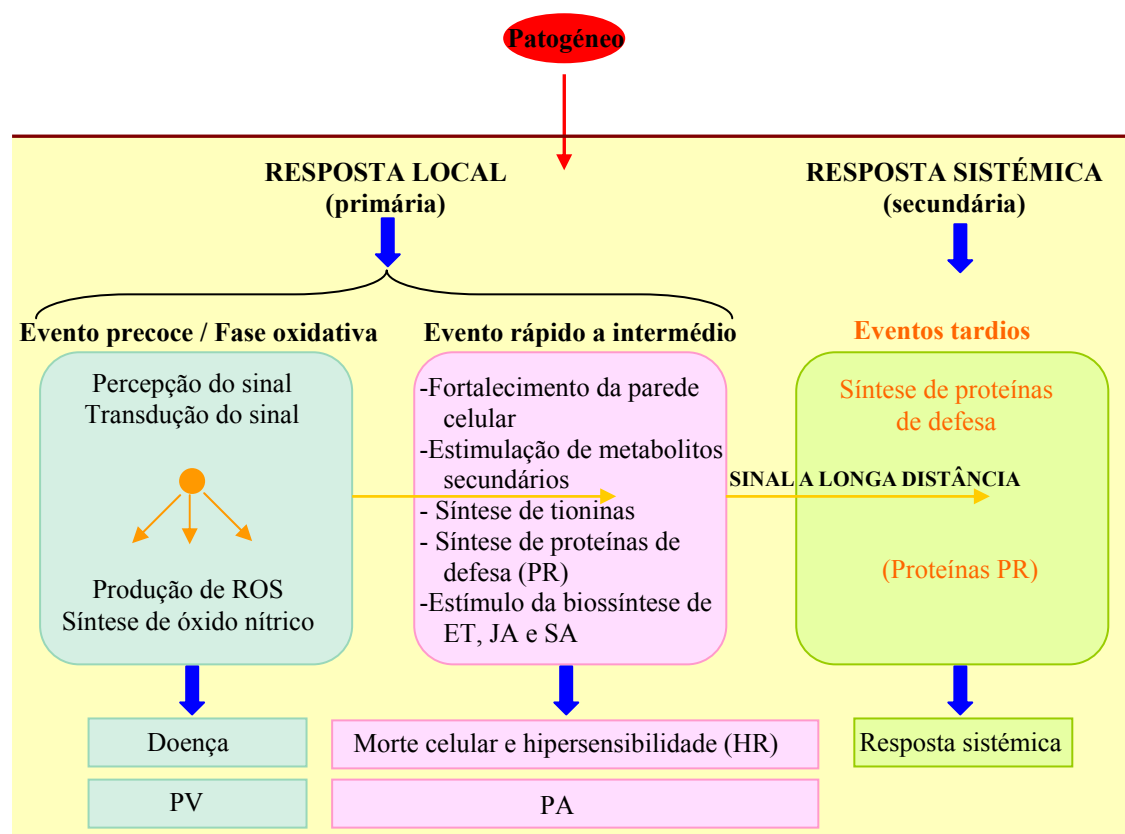 Patogéneo
RESPOSTA LOCAL
(primária)
RESPOSTA SISTÉMICA
(secundária)
Evento precoce / Fase oxidativa
Percepção do sinal
Transdução do sinal
Produção de ROS
Síntese de óxido nítrico
Evento rápido a intermédio
-Fortalecimento da parede
celular
-Estimulação de metabolitos
secundários
- Síntese de tioninas
- Síntese de proteínas de
defesa (PR)
-Estímulo da biossíntese de
ET, JA e SA
SINAL A LONGA DISTÂNCIA
Eventos tardios
Síntese de proteínas
de defesa
(Proteínas PR)
Doença
PV
Morte celular e hipersensibilidade (HR)
PA
Resposta sistémica